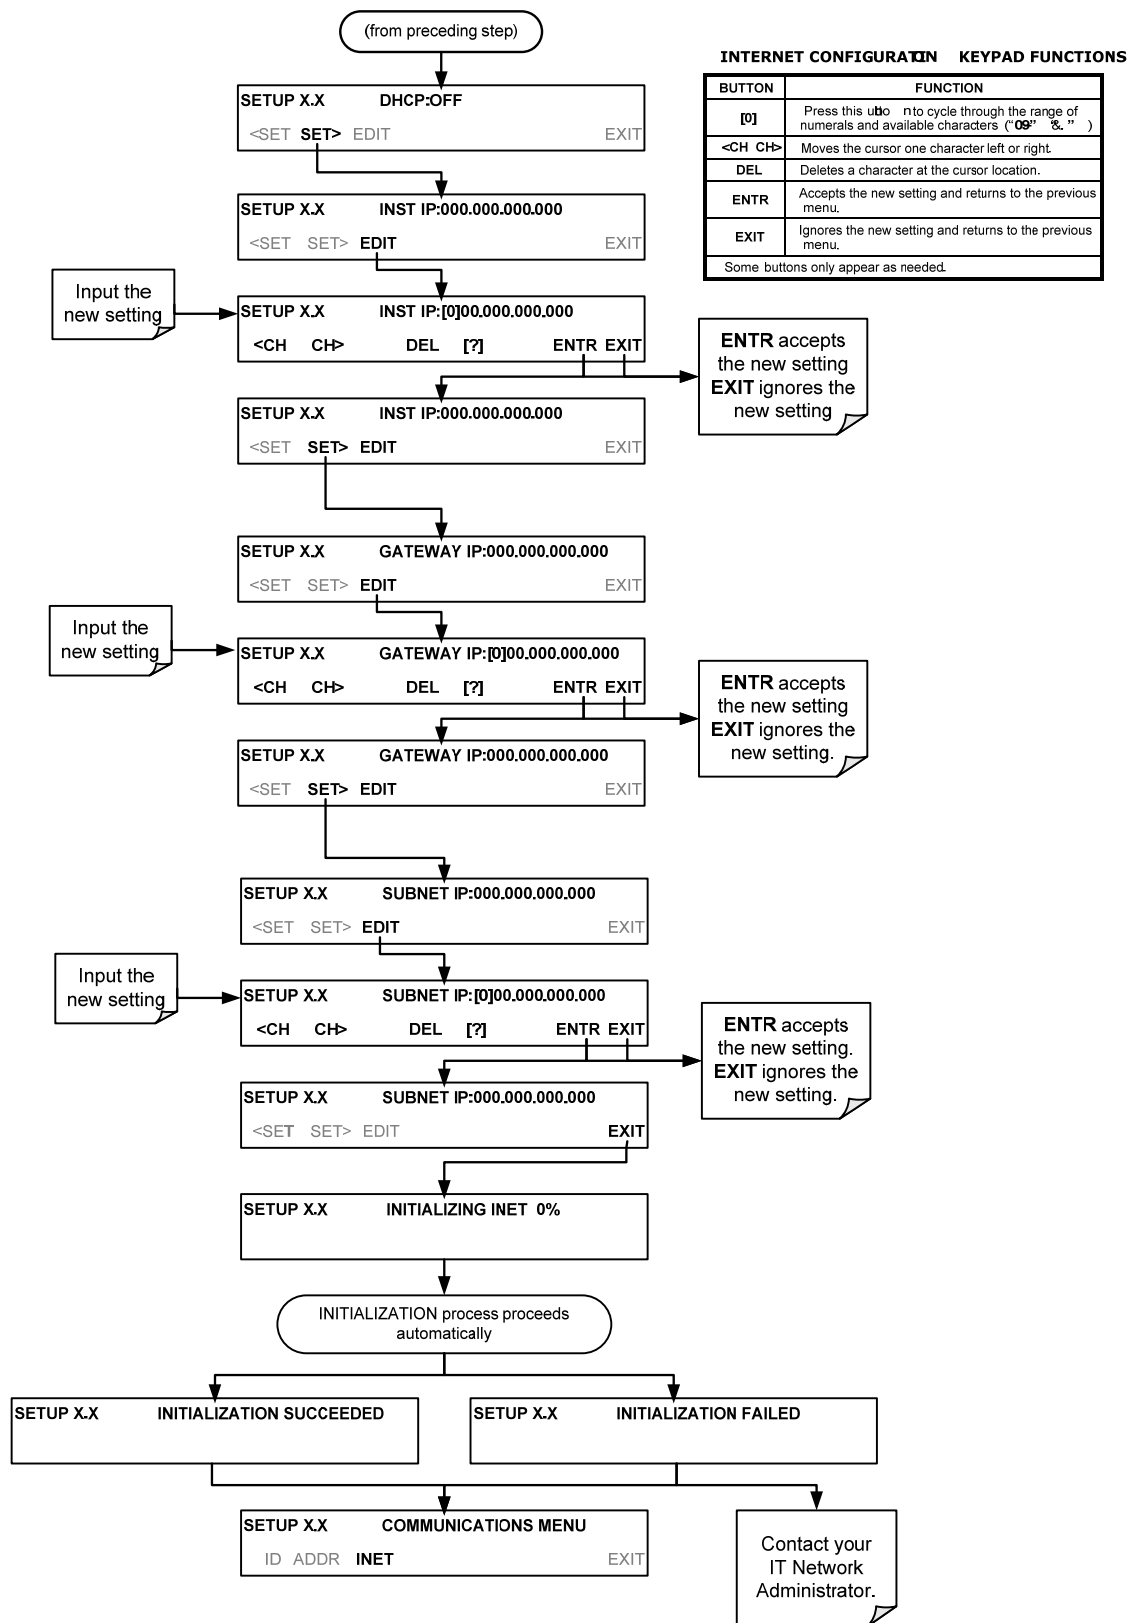 (from preceding step)
INTERNET CONFIGURATION KEYPAD FUNCTIONS
BUTTON FUNCTION
[0] Press this to cycle through the range of
numerals and available characters (“09” “&. ” )
<CH CH> Moves the cursor one character left or right.
DEL Deletes a character at the cursor location.
ENTR Accepts the new setting and returns to the previous
menu.
EXIT Ignores the new setting and returns to the previous
menu.
Some buttons only appear as needed.
SETUP X.X DHCP:OFF
<SET SET> EDIT EXIT
SETUP X.X INST IP:000.000.000.000
<SET SET> EDIT EXIT
Input the
new setting
SETUP X.X INST IP:[0]00.000.000.000
<CH CH> DEL [?] ENTR EXIT
ENTR accepts
the new setting
EXIT ignores the
new setting
SETUP X.X INST IP:000.000.000.000
<SET SET> EDIT EXIT
SETUP X.X GATEWAY IP:000.000.000.000
<SET SET> EDIT EXIT
Input the
new setting
SETUP X.X GATEWAY IP:[0]00.000.000.000
<CH CH> DEL [?] ENTR EXIT
ENTR accepts
the new setting
EXIT ignores the
new setting.
SETUP X.X GATEWAY IP:000.000.000.000
<SET SET> EDIT EXIT
SETUP X.X SUBNET IP:000.000.000.000
<SET SET> EDIT EXIT
Input the
new setting
SETUP X.X SUBNET IP:[0]00.000.000.000
<CH CH> DEL [?] ENTR EXIT
ENTR accepts
the new setting.
EXIT ignores the
new setting.
SETUP X.X SUBNET IP:000.000.000.000
<SET SET> EDIT EXIT
SETUP X.X INITIALIZING INET 0%
INITIALIZATION process proceeds
automatically
SETUP X.X INITIALIZATION SUCCEEDED
SETUP X.X INITIALIZATION FAILED
SETUP X.X COMMUNICATIONS MENU
ID ADDR INET EXIT
Contact your
IT Network
Administrator.